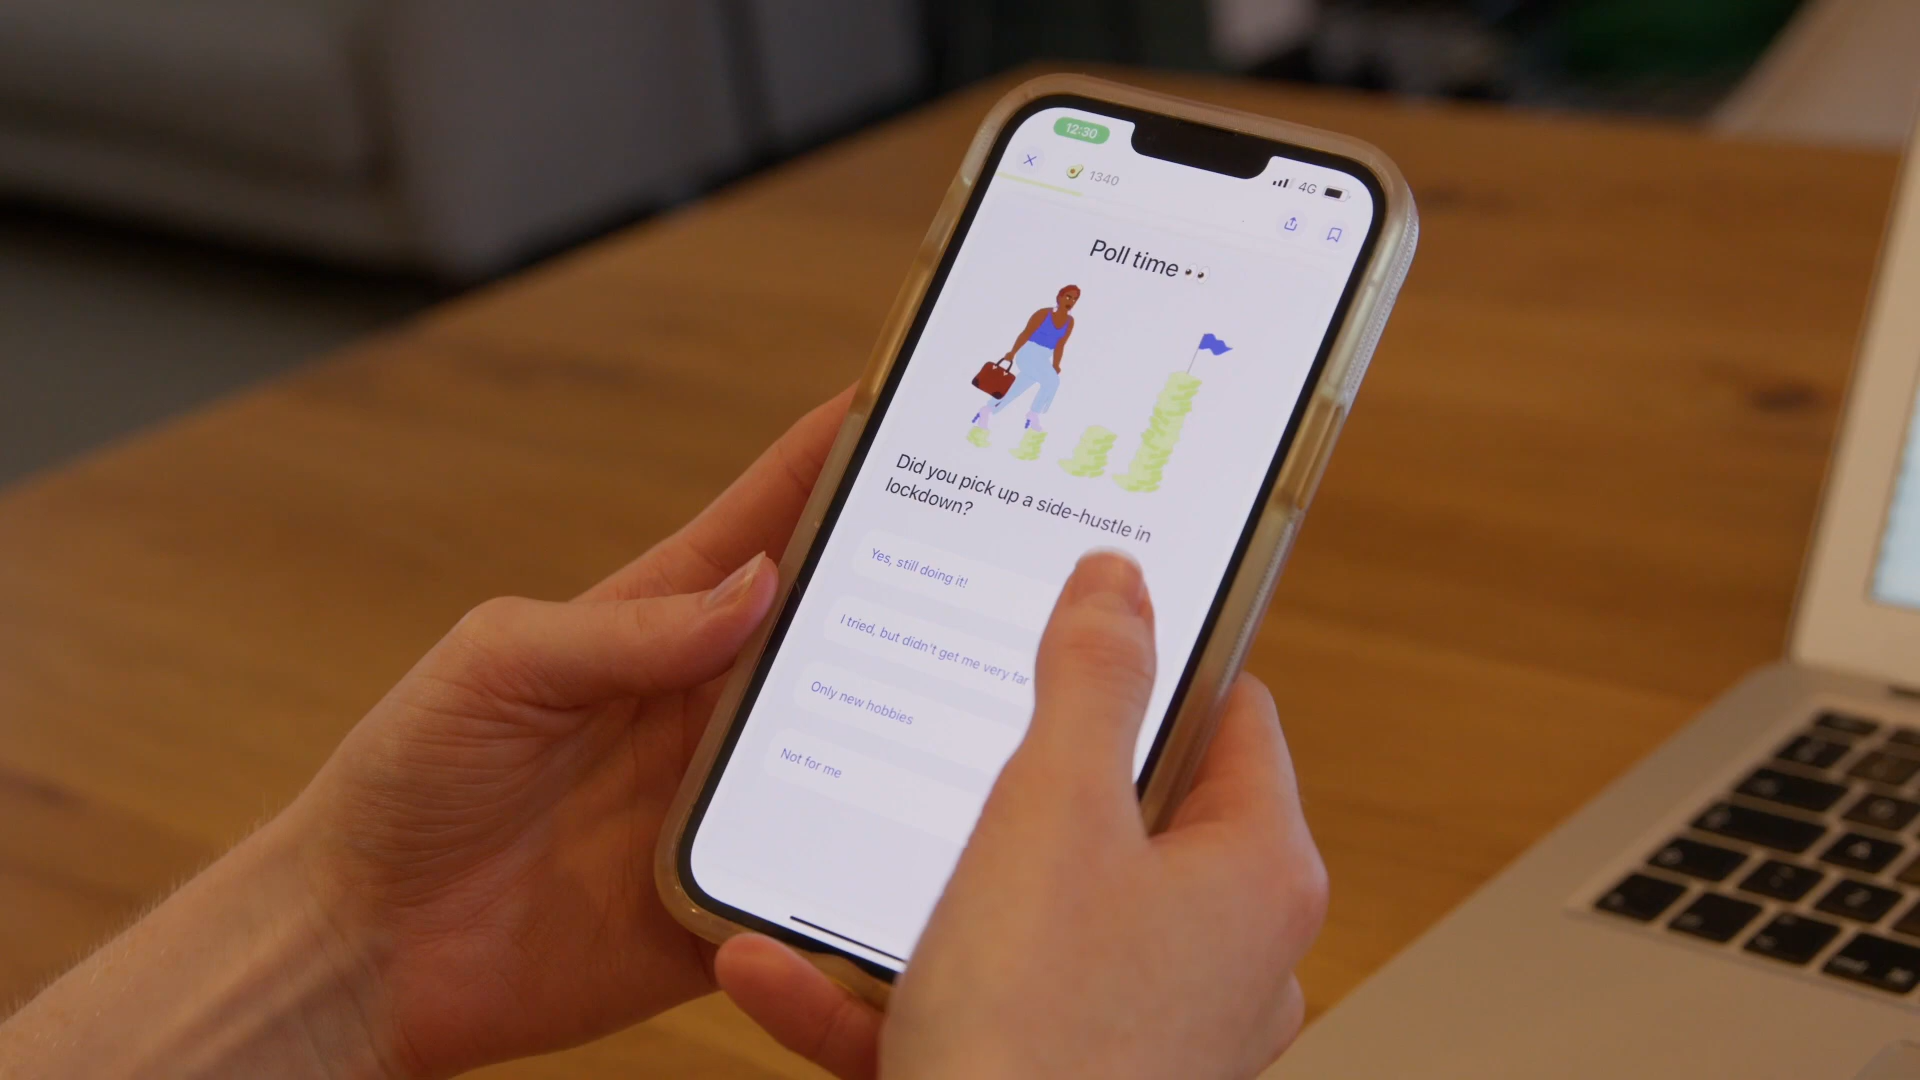 12:30
4G
1340
Poll time 👀
Did you pick up a side-hustle in
lockdown?
Yes, still doing it!
I tried, but didn't get me very far
Only new hobbies
Not for me